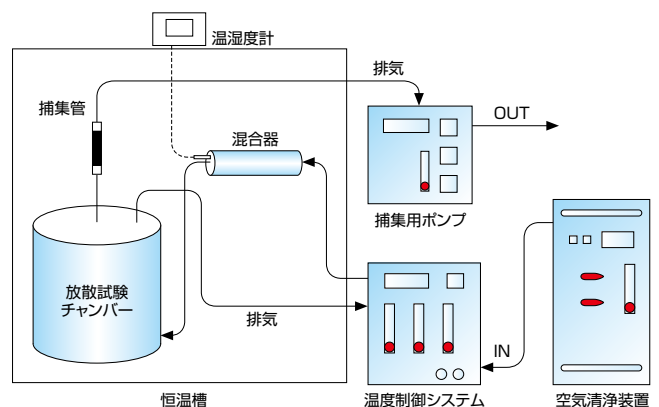 温湿度計
排気
捕集管
OUT
混合器
捕集用ポンプ
放散試験
チャンバー
排気
IN
恒温槽
温度制御システム
空気清浄装置